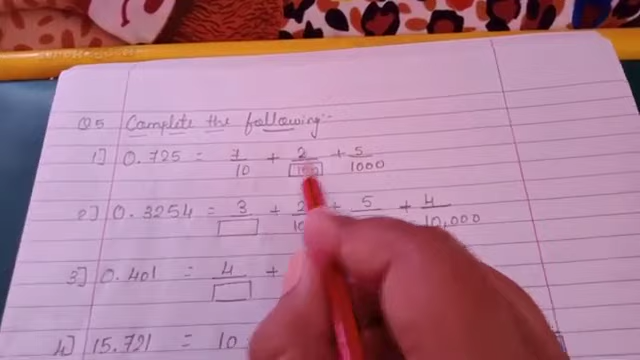 Q5 Complete the following:-
1] 0.725 = 7/10 + 2/100 + 5/1000
2] 0.3254 = 3/ + 2/10 + 5/ + 4/10,000
3] 0.401 = 4/ +
4] 15.721 = 10